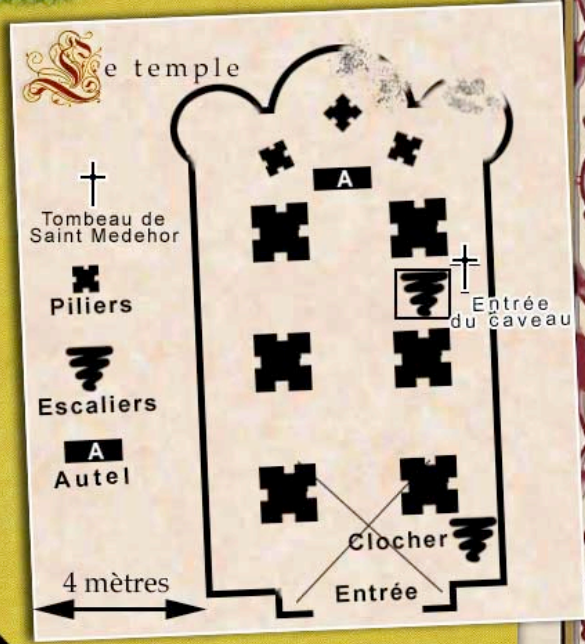 Le temple
A
Tombeau de
Saint Medehor
Piliers
Escaliers
A
Autel
4 mètres
Entrée
du caveau
Clocher
Entrée